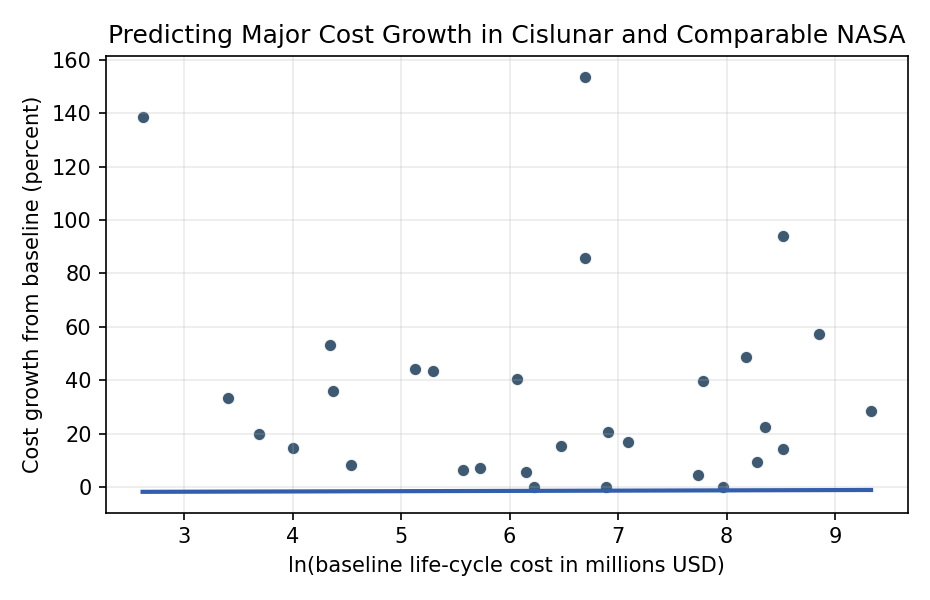 Predicting Major Cost Growth in Cislunar and Comparable NASA
Cost growth from baseline (percent)
160
140
120
100
80
60
40
20
0
3 4 5 6 7 8 9
ln(baseline life-cycle cost in millions USD)